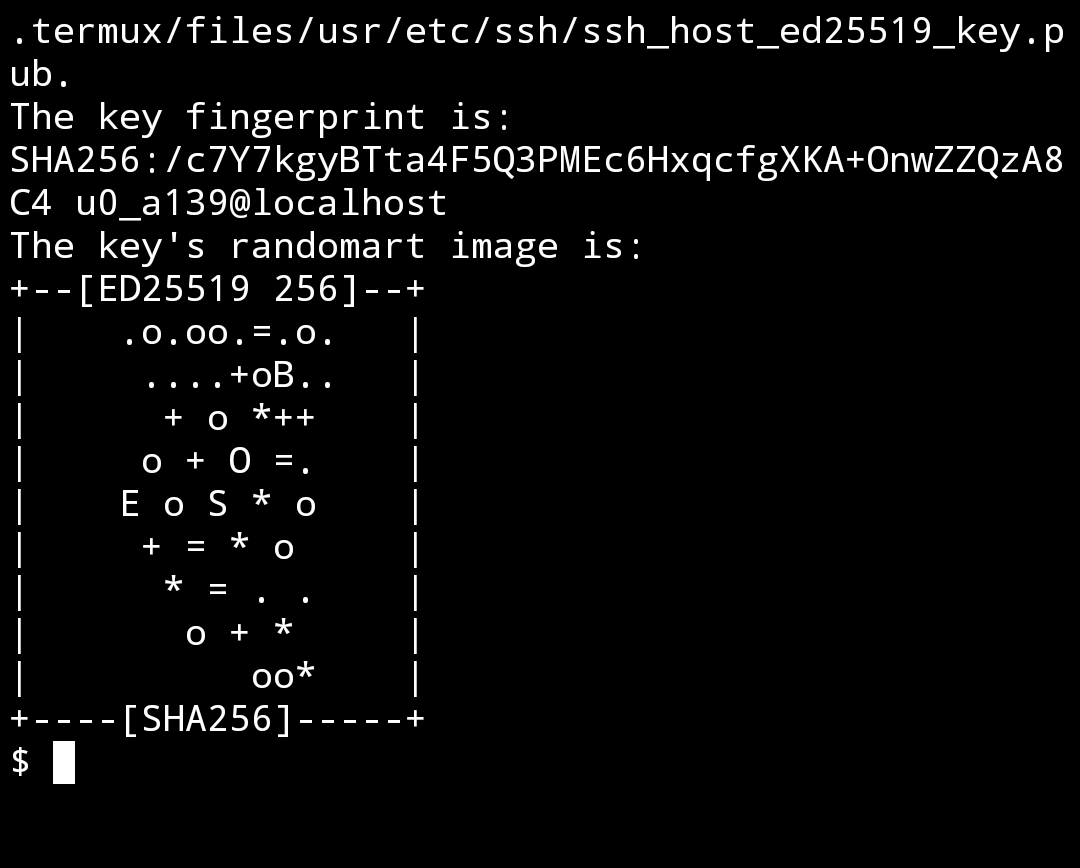 .termux/files/usr/etc/ssh/ssh_host_ed25519_key.p
ub.
The key fingerprint is:
SHA256:/c7Y7kgyBTta4F5Q3PMEc6HxqcfgXKA+OnwZZQzA8
C4 u0_a139@localhost
The key's randomart image is:
+--[ED25519 256]--+
|    .o.oo.=.o.   |
|     ....+oB..   |
|      + o *++    |
|     o + O =.    |
|    E o S * o    |
|     + = * o     |
|      * = . .    |
|       o + *     |
|          oo*    |
+----[SHA256]-----+
$